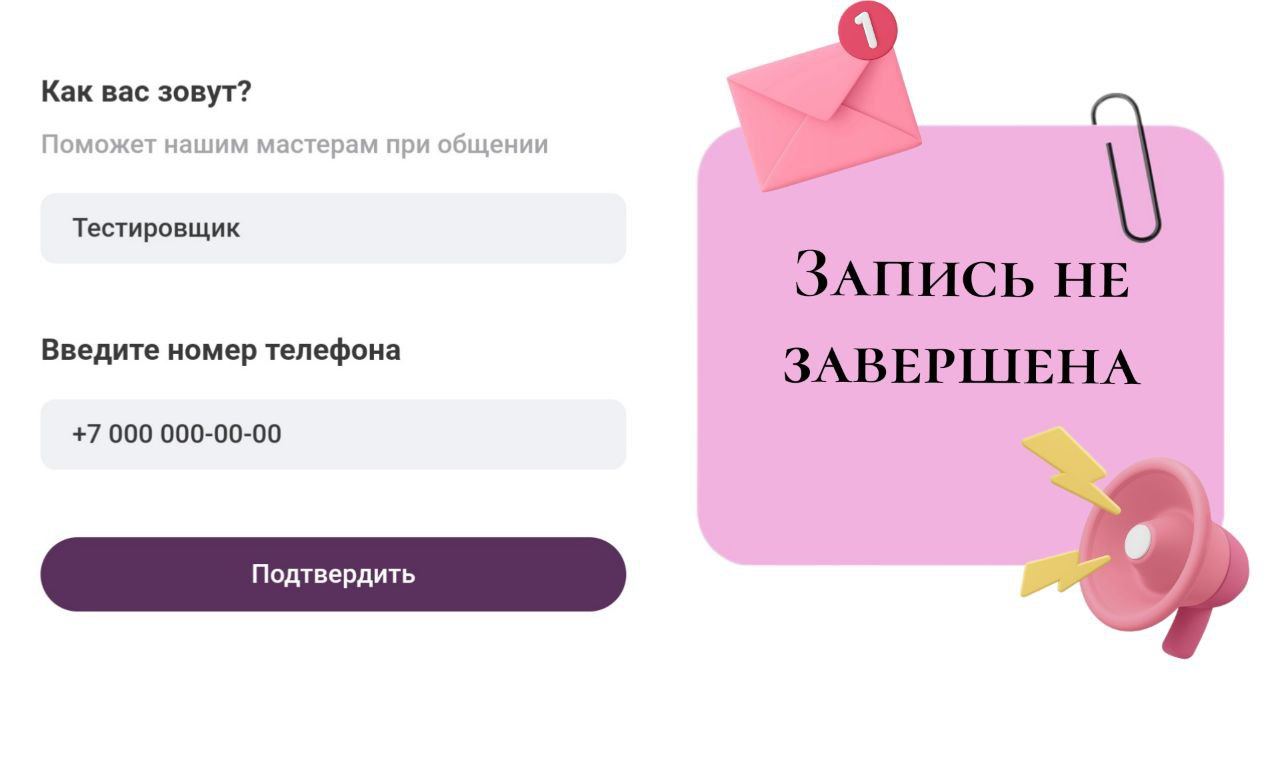 Как вас зовут?
Поможет нашим мастерам при общении
Тестировщик
Введите номер телефона
+7 000 000-00-00
Подтвердить
1
Запись не
завершена